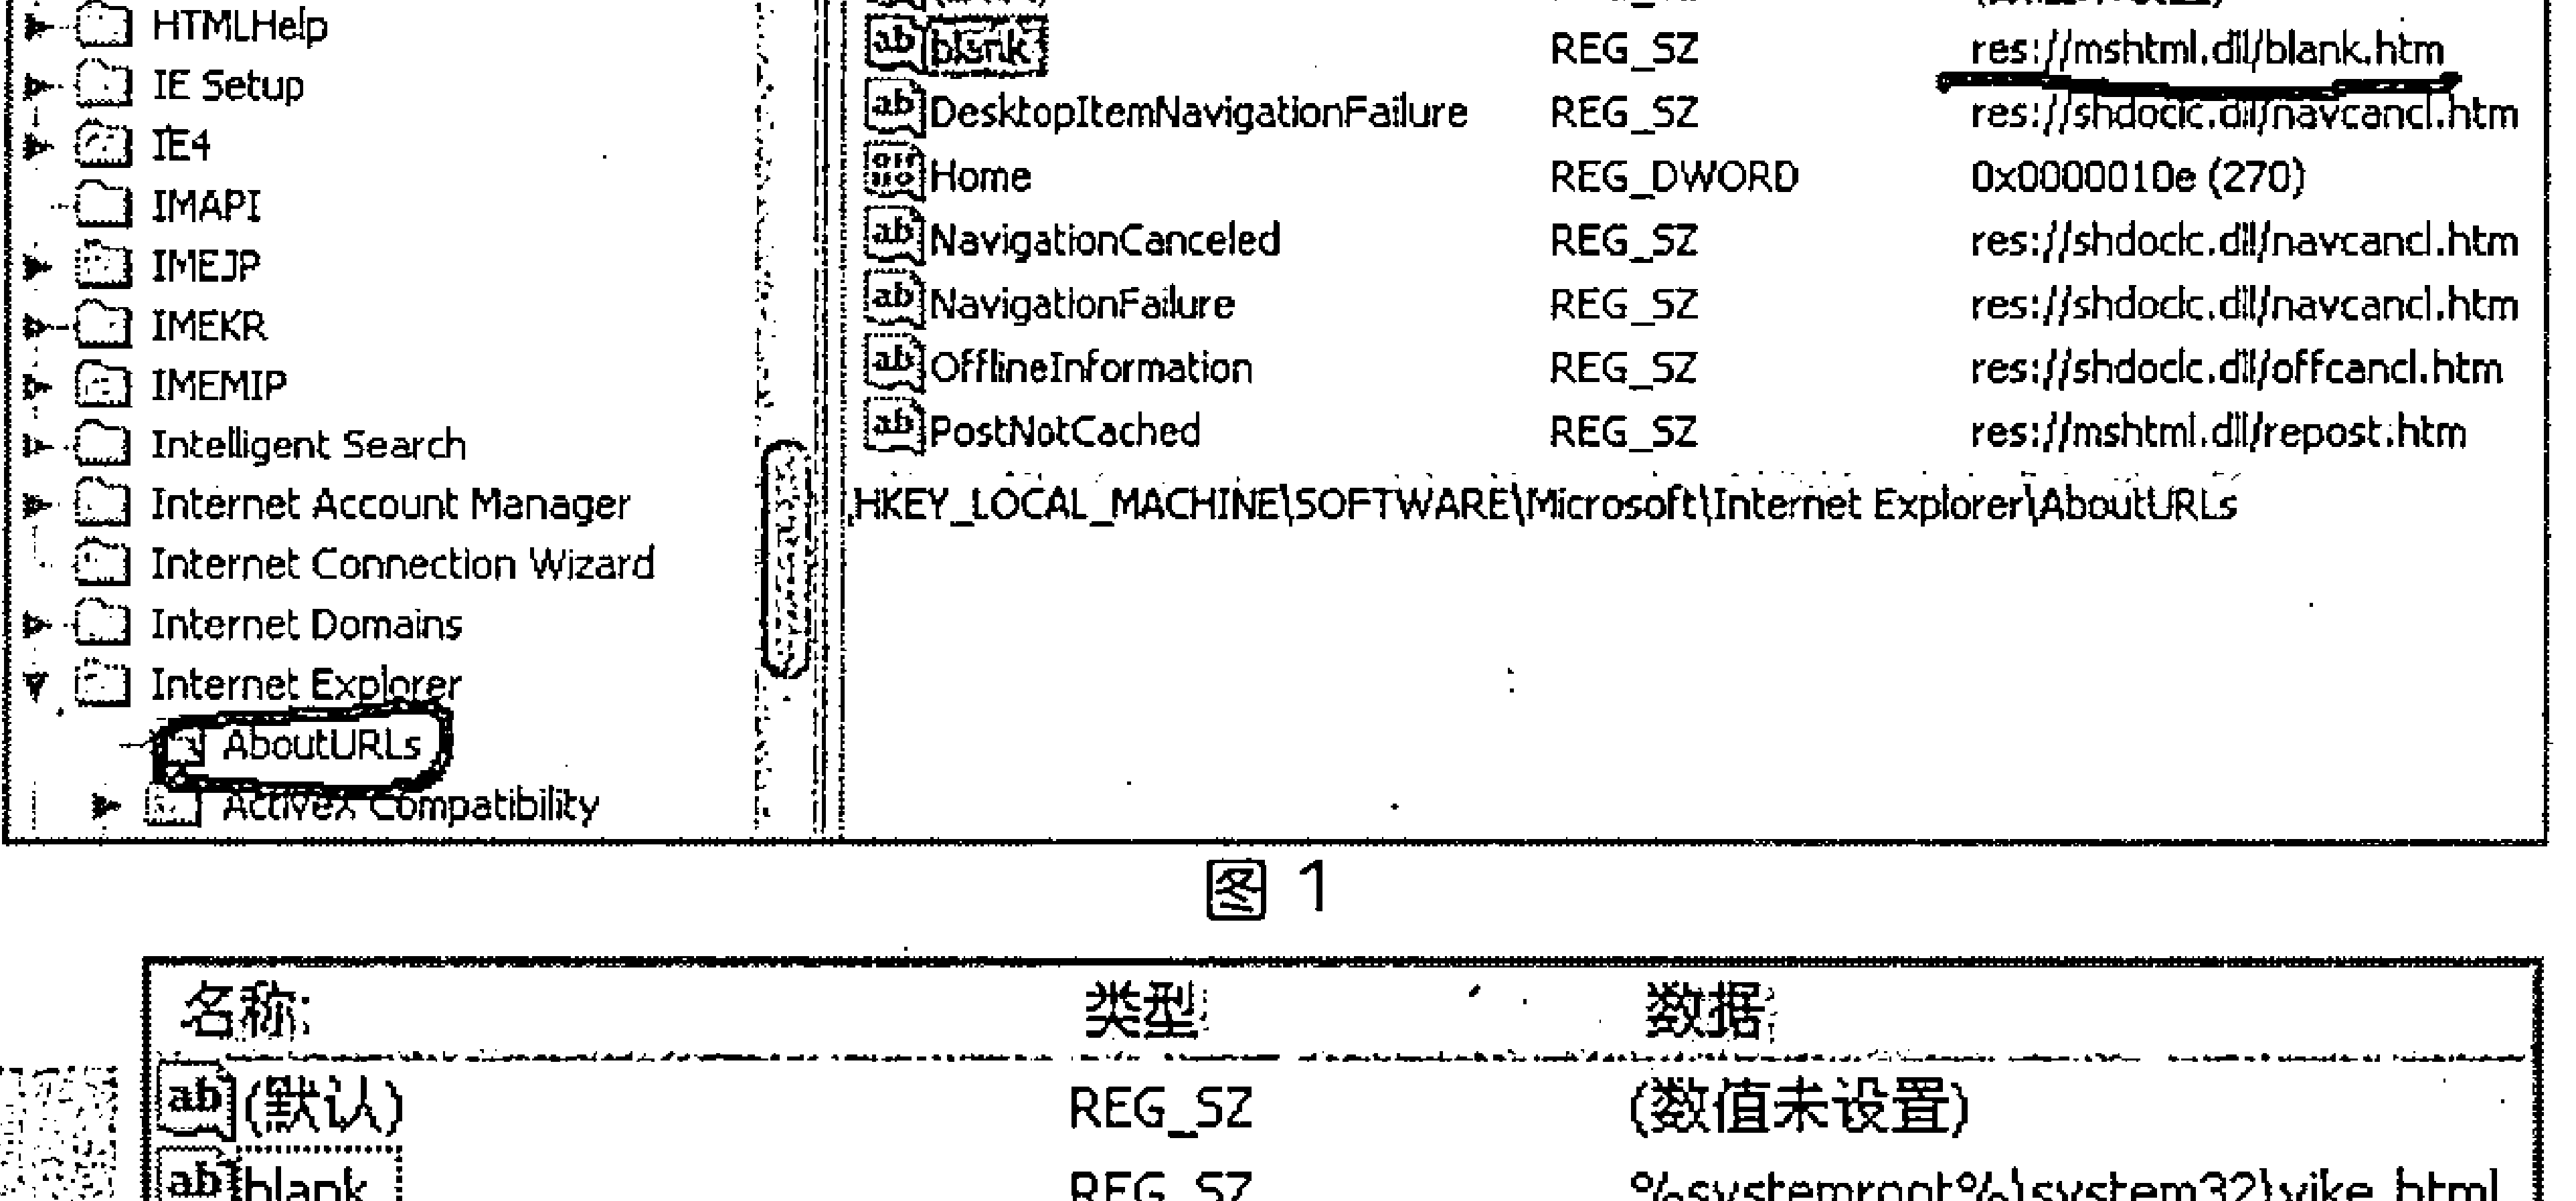 HTMLHelp
IE Setup
IE4
IMAPI
IMEJP
IMEKR
IMEMIP
Intelligent Search
Internet Account Manager
Internet Connection Wizard
Internet Domains
Internet Explorer
AboutURLs
ActiveX Compatibility
blank REG_SZ res://mshtml.dll/blank.htm
DesktopItemNavigationFailure REG_SZ res://shdoclc.dll/navcancl.htm
Home REG_DWORD 0x0000010e (270)
NavigationCanceled REG_SZ res://shdoclc.dll/navcancl.htm
NavigationFailure REG_SZ res://shdoclc.dll/navcancl.htm
OfflineInformation REG_SZ res://shdoclc.dll/offcancl.htm
PostNotCached REG_SZ res://mshtml.dll/repost.htm
HKEY_LOCAL_MACHINE\SOFTWARE\Microsoft\Internet Explorer\AboutURLs
图 1
名称 类型 数据
(默认) REG_SZ (数值未设置)
blank REG_SZ %systemroot%\system32\yike.html